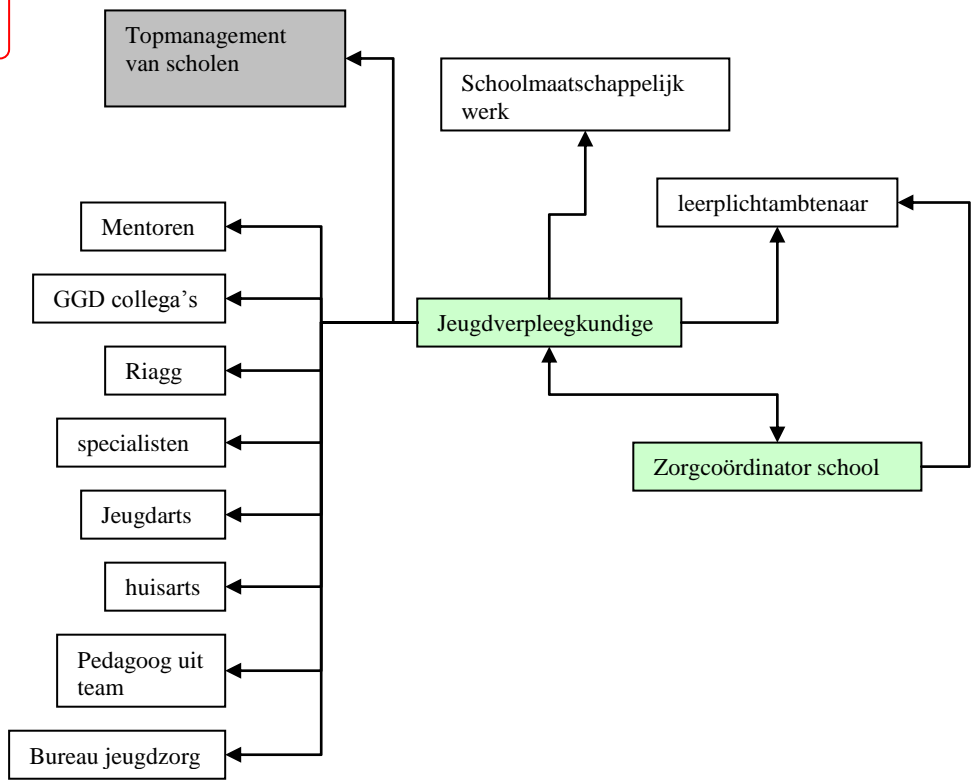 Topmanagement
van scholen
Schoolmaatschappelijk
werk
leerplichtambtenaar
Mentoren
GGD collega’s
Jeugdverpleegkundige
Riagg
specialisten
Zorgcoördinator school
Jeugdarts
huisarts
Pedagoog uit
team
Bureau jeugdzorg